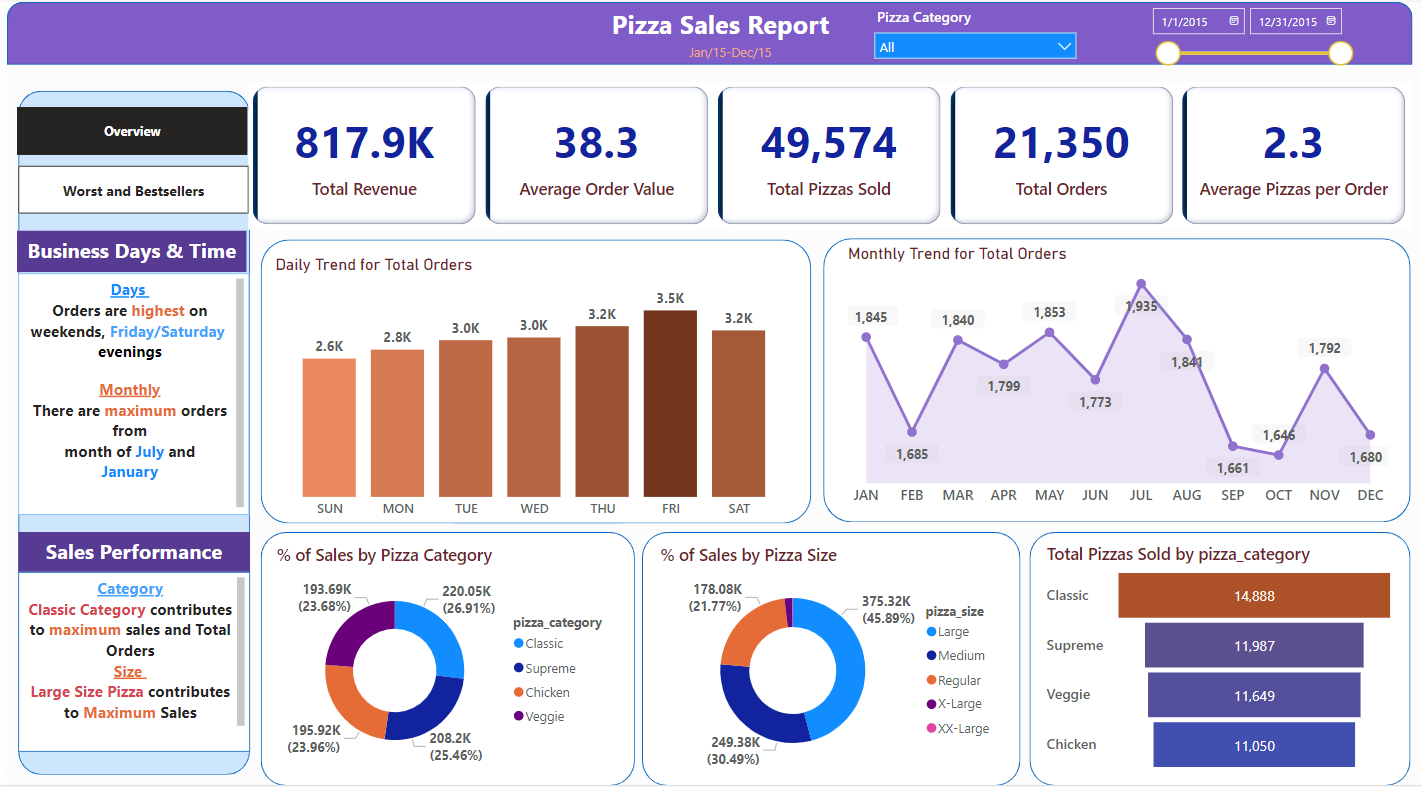 Pizza Sales Report
Jan/15-Dec/15
Pizza Category
All
1/1/2015
12/31/2015
Overview
Worst and Bestsellers
817.9K
Total Revenue
38.3
Average Order Value
49,574
Total Pizzas Sold
21,350
Total Orders
2.3
Average Pizzas per Order
Business Days & Time
Days
Orders are highest on
weekends, Friday/Saturday
evenings
Monthly
There are maximum orders
from
month of July and
January
Daily Trend for Total Orders
2.6K
2.8K
3.0K
3.0K
3.2K
3.5K
3.2K
SUN
MON
TUE
WED
THU
FRI
SAT
Monthly Trend for Total Orders
1,845
1,685
1,840
1,799
1,853
1,773
1,935
1,841
1,661
1,646
1,792
1,680
JAN
FEB
MAR
APR
MAY
JUN
JUL
AUG
SEP
OCT
NOV
DEC
Sales Performance
Category
Classic Category contributes
to maximum sales and Total
Orders
Size
Large Size Pizza contributes
to Maximum Sales
% of Sales by Pizza Category
193.69K
(23.68%)
220.05K
(26.91%)
195.92K
(23.96%)
208.2K
(25.46%)
pizza_category
Classic
Supreme
Chicken
Veggie
% of Sales by Pizza Size
178.08K
(21.77%)
375.32K
(45.89%)
249.38K
(30.49%)
pizza_size
Large
Medium
Regular
X-Large
XX-Large
Total Pizzas Sold by pizza_category
Classic
14,888
Supreme
11,987
Veggie
11,649
Chicken
11,050